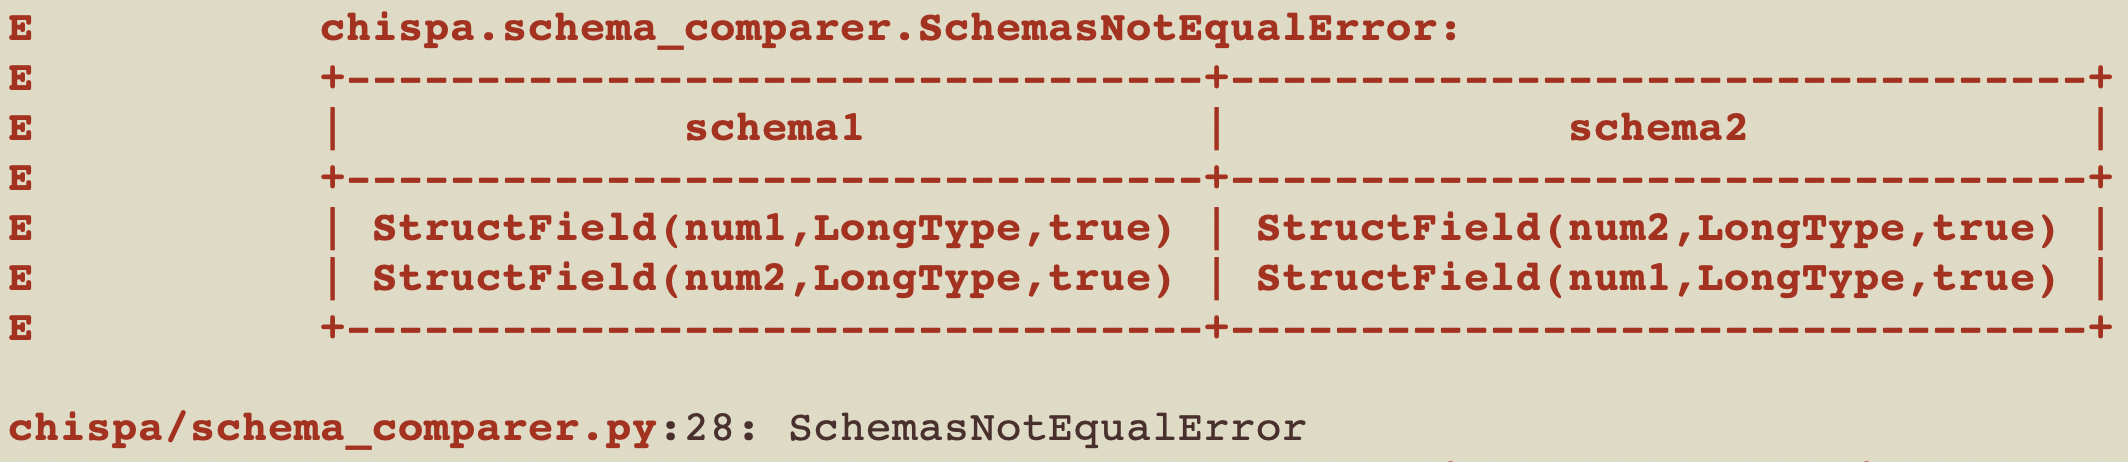 E chispa.schema_comparer.SchemasNotEqualError:
E +---------------------------------+---------------------------------+
E | schema1 | schema2 |
E +---------------------------------+---------------------------------+
E | StructField(num1,LongType,true) | StructField(num2,LongType,true) |
E | StructField(num2,LongType,true) | StructField(num1,LongType,true) |
E +---------------------------------+---------------------------------+
chispa/schema_comparer.py:28: SchemasNotEqualError